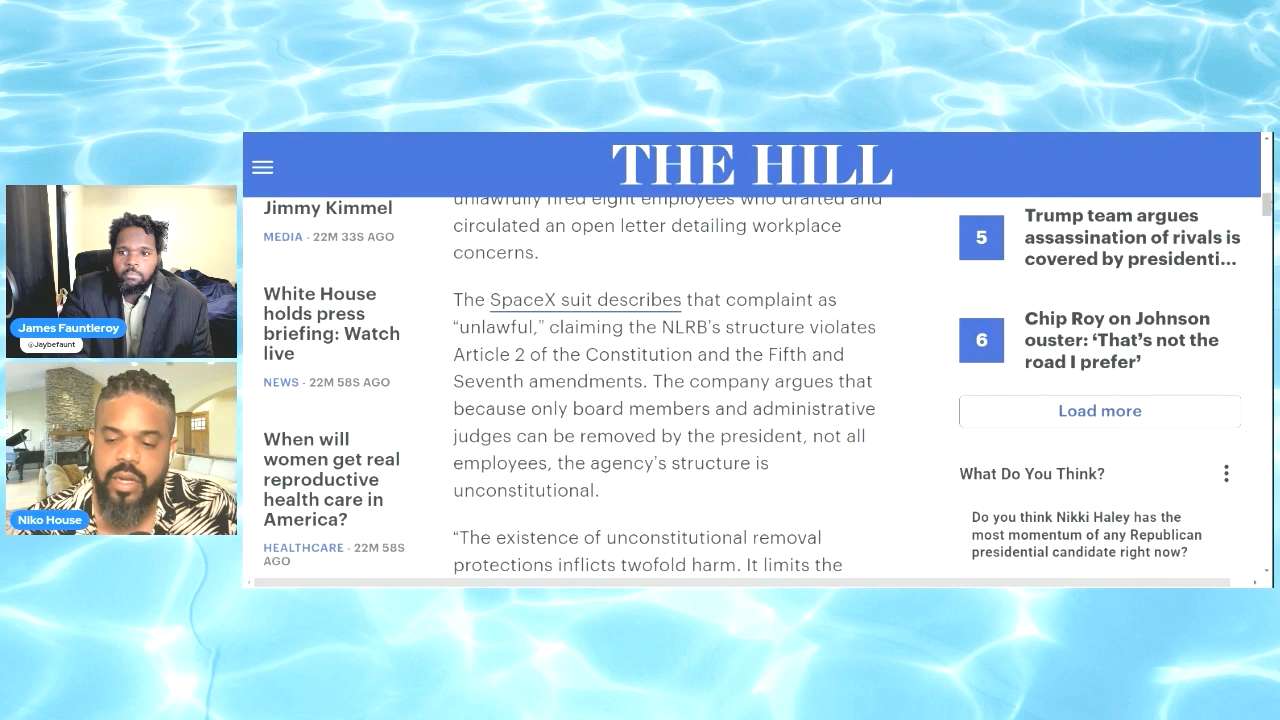 James Fauntleroy
@Jaybefaunt
Niko House
THE HILL
Jimmy Kimmel
MEDIA - 22M 33S AGO
White House
holds press
briefing: Watch
live
NEWS - 22M 58S AGO
When will
women get real
reproductive
health care in
America?
HEALTHCARE - 22M 58S
AGO
unlawfully fired eight employees who drafted and
circulated an open letter detailing workplace
concerns.
The SpaceX suit describes that complaint as
“unlawful,” claiming the NLRB’s structure violates
Article 2 of the Constitution and the Fifth and
Seventh amendments. The company argues that
because only board members and administrative
judges can be removed by the president, not all
employees, the agency’s structure is
unconstitutional.
“The existence of unconstitutional removal
protections inflicts twofold harm. It limits the
5
Trump team argues
assassination of rivals is
covered by presidenti...
6
Chip Roy on Johnson
ouster: ‘That’s not the
road I prefer’
Load more
What Do You Think?
Do you think Nikki Haley has the
most momentum of any Republican
presidential candidate right now?